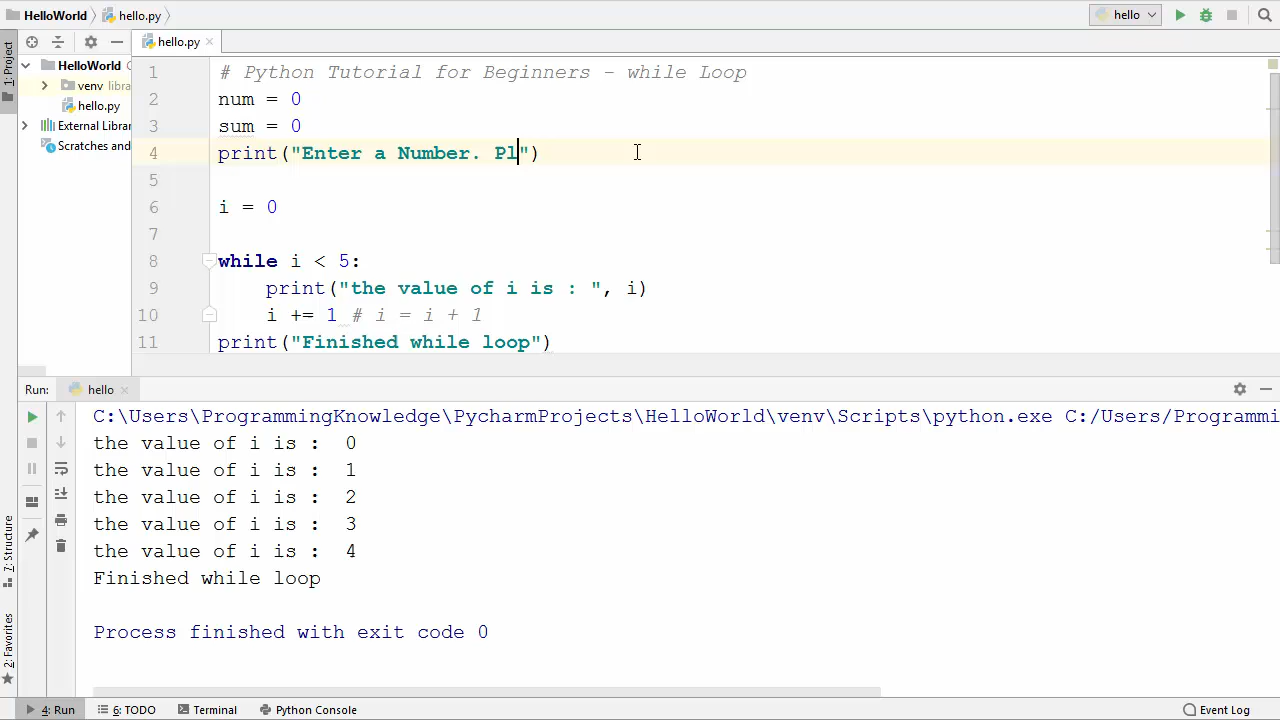 HelloWorld hello.py hello
1: Project
hello.py
HelloWorld
venv libra
hello.py
External Librar
Scratches and
1 # Python Tutorial for Beginners - while Loop
2 num = 0
3 sum = 0
4 print("Enter a Number. Pl")
5
6 i = 0
7
8 while i < 5:
9 print("the value of i is : ", i)
10 i += 1 # i = i + 1
11 print("Finished while loop")
Run: hello
C:\Users\ProgrammingKnowledge\PycharmProjects\HelloWorld\venv\Scripts\python.exe C:/Users/Programmi
the value of i is : 0
the value of i is : 1
the value of i is : 2
the value of i is : 3
the value of i is : 4
Finished while loop
Process finished with exit code 0
7: Structure
2: Favorites
4: Run 6: TODO Terminal Python Console Event Log